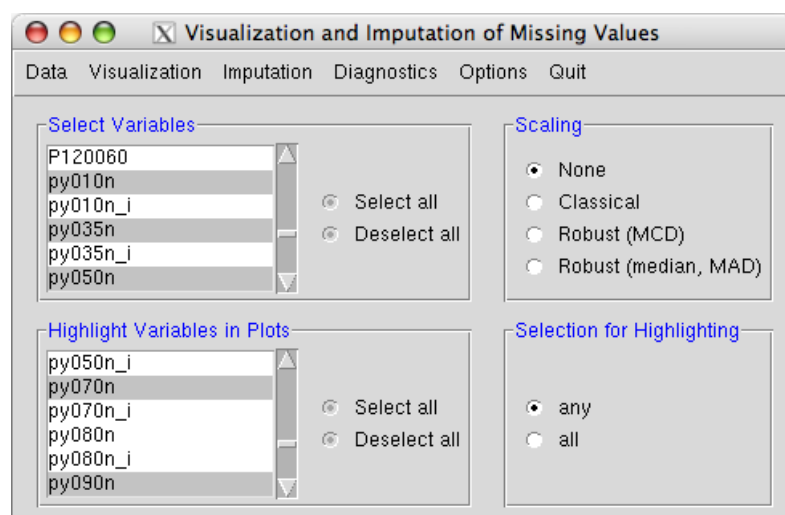 Visualization and Imputation of Missing Values
Data Visualization Imputation Diagnostics Options Quit
Select Variables
P120060
py010n
py010n_i
py035n
py035n_i
py050n
Select all
Deselect all
Scaling
None
Classical
Robust (MCD)
Robust (median, MAD)
Highlight Variables in Plots
py050n_i
py070n
py070n_i
py080n
py080n_i
py090n
Select all
Deselect all
Selection for Highlighting
any
all